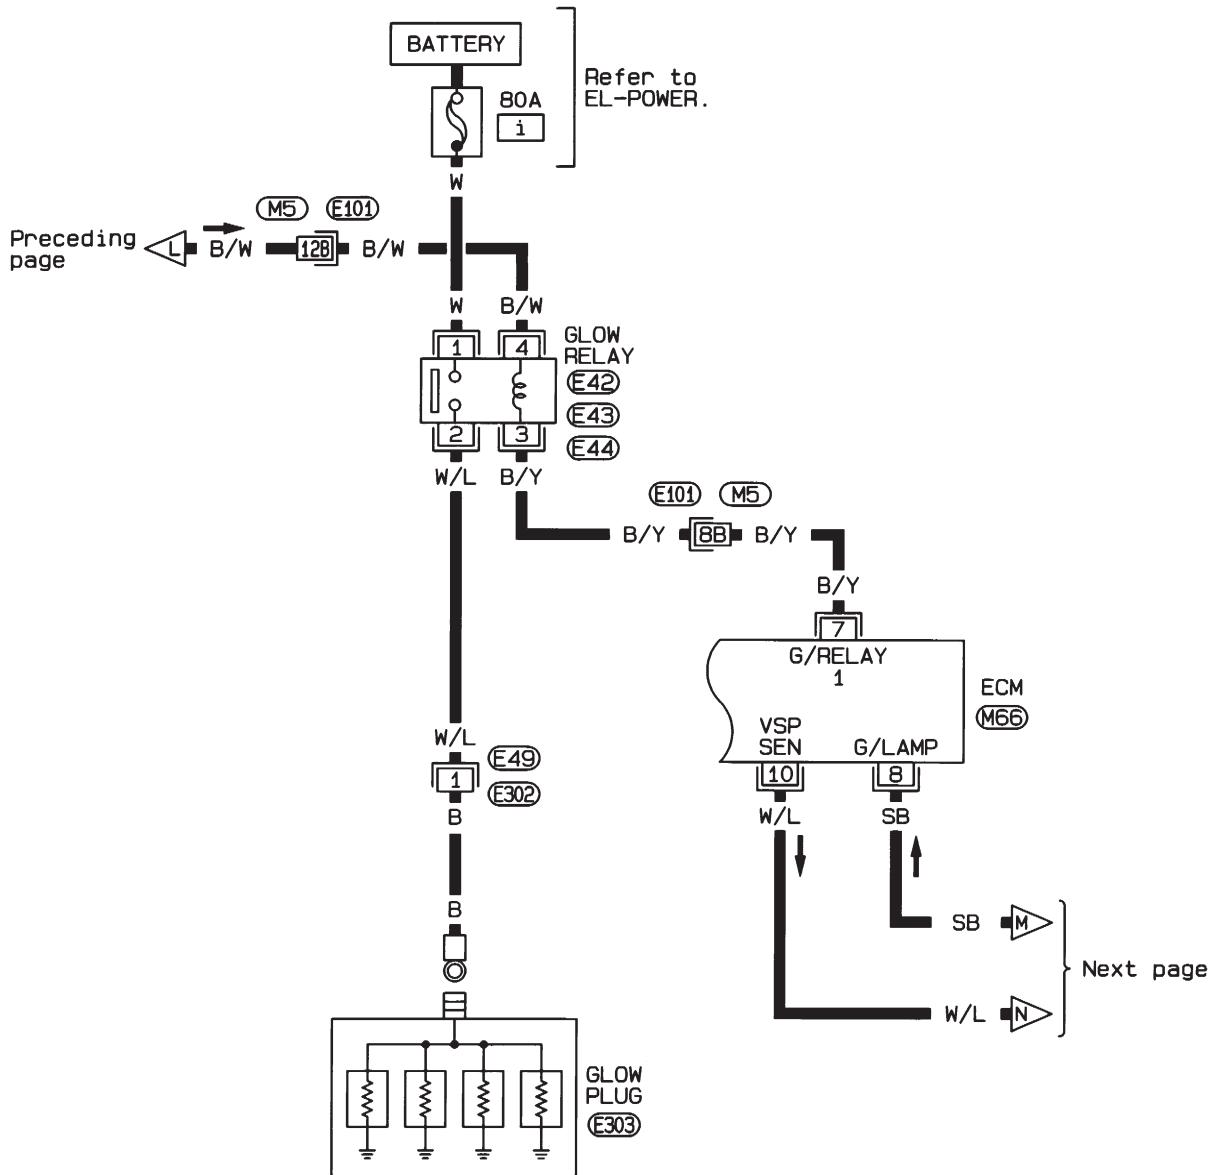 BATTERY
80A
i
Refer to
EL-POWER.
W
M5 E101
Preceding
page
L B/W 12B B/W
W B/W
1 4
GLOW
RELAY
E42
E43
E44
2 3
W/L B/Y
E101 M5
B/Y 8B B/Y
B/Y
7
G/RELAY
1
ECM
M66
VSP
SEN
G/LAMP
10 8
W/L SB
W/L
E49
1
E302
B
B
SB M
Next page
W/L N
GLOW
PLUG
E303